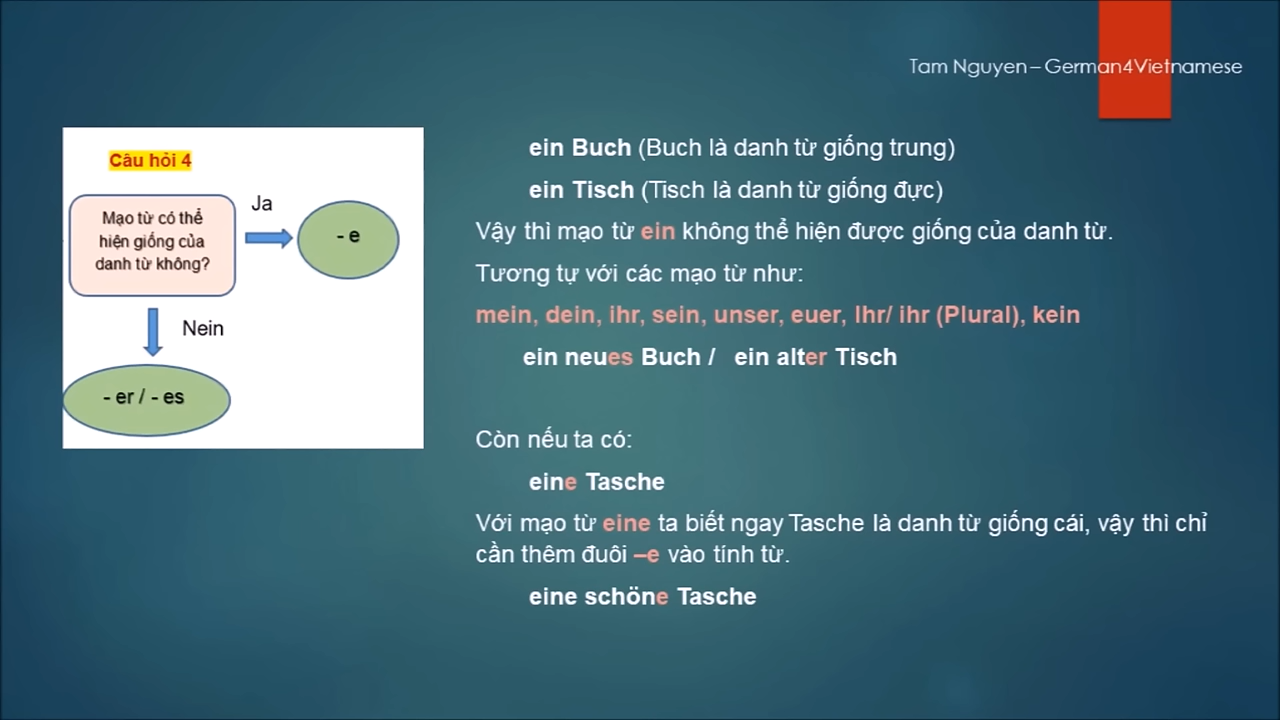 Tam Nguyen – German4Vietnamese
Câu hỏi 4
Mạo từ có thể
hiện giống của
danh từ không?
Ja
- e
Nein
- er / - es
ein Buch (Buch là danh từ giống trung)
ein Tisch (Tisch là danh từ giống đực)
Vậy thì mạo từ ein không thể hiện được giống của danh từ.
Tương tự với các mạo từ như:
mein, dein, ihr, sein, unser, euer, Ihr/ ihr (Plural), kein
ein neues Buch / ein alter Tisch
Còn nếu ta có:
eine Tasche
Với mạo từ eine ta biết ngay Tasche là danh từ giống cái, vậy thì chỉ
cần thêm đuôi –e vào tính từ.
eine schöne Tasche